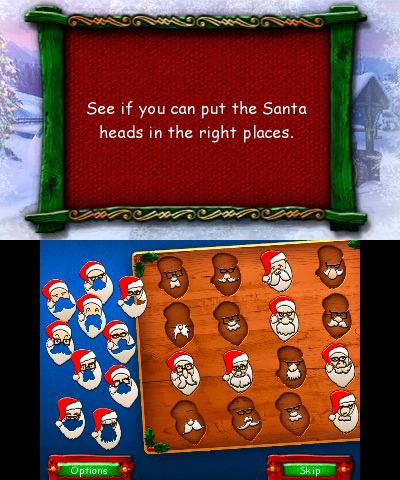 See if you can put the Santa
heads in the right places.
Options
Skip